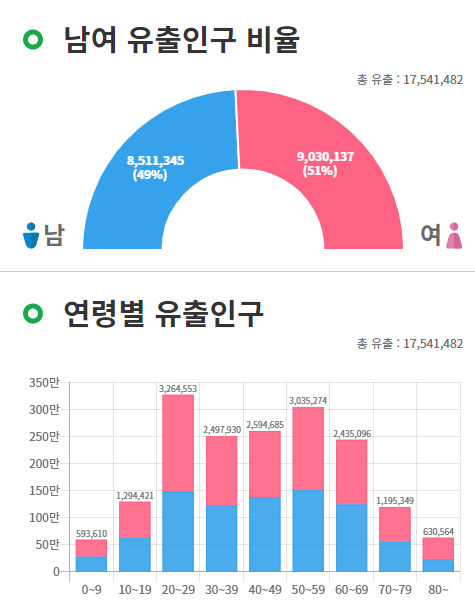 남여 유출인구 비율
총 유출 : 17,541,482
8,511,345
(49%)
9,030,137
(51%)
남
여
연령별 유출인구
총 유출 : 17,541,482
350만
300만
250만
200만
150만
100만
50만
0
593,610
1,294,421
3,264,553
2,497,930
2,594,685
3,035,274
2,435,096
1,195,349
630,564
0~9 10~19 20~29 30~39 40~49 50~59 60~69 70~79 80~